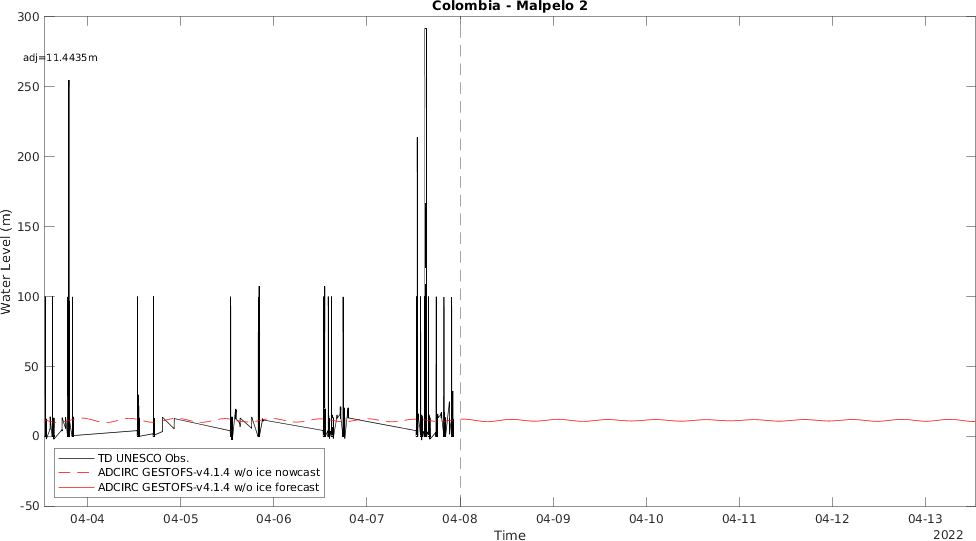 Colombia - Malpelo 2
adj=11.4435m
Water Level (m)
300
250
200
150
100
50
0
-50
TD UNESCO Obs.
ADCIRC GESTOFS-v4.1.4 w/o ice nowcast
ADCIRC GESTOFS-v4.1.4 w/o ice forecast
04-04 04-05 04-06 04-07 04-08 04-09 04-10 04-11 04-12 04-13
Time
2022